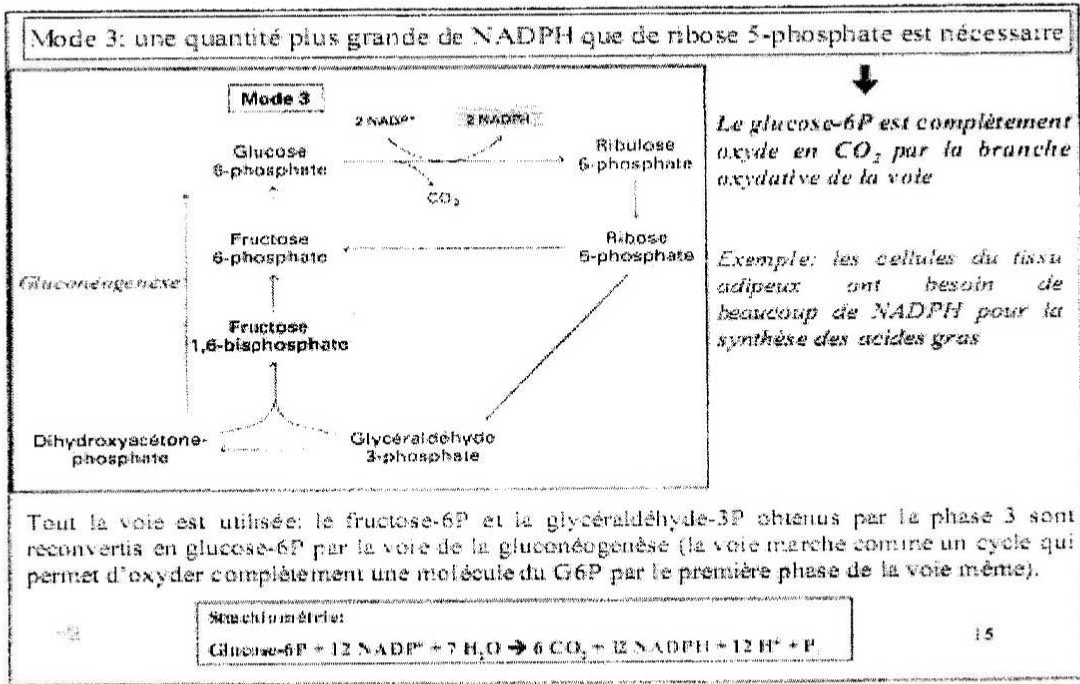 Mode 3: une quantité plus grande de NADPH que de ribose 5-phosphate est nécessaire
Mode 3
2 NADP+
2 NADPH
Glucose
6-phosphate
Ribulose
5-phosphate
CO2
Fructose
6-phosphate
Ribose
5-phosphate
Gluconéogenèse
Fructose
1,6-bisphosphate
Dihydroxyacétone-
phosphate
Glycéraldéhyde
3-phosphate
Le glucose-6P est complètement
oxyde en CO2 par la branche
oxydative de la voie
Exemple: les cellules du tissu
adipeux ont besoin de
beaucoup de NADPH pour la
synthèse des acides gras
Tout la voie est utilisée: le fructose-6P et la glycéraldéhyde-3P obtenus par la phase 3 sont
reconvertis en glucose-6P par la voie de la gluconéogenèse (la voie marche comme un cycle qui
permet d'oxyder complètement une molécule du G6P par le première phase de la voie même).
Stœchiométrie:
Glucose-6P + 12 NADP+ + 7 H2O → 6 CO2 + 12 NADPH + 12 H+ + Pi
15